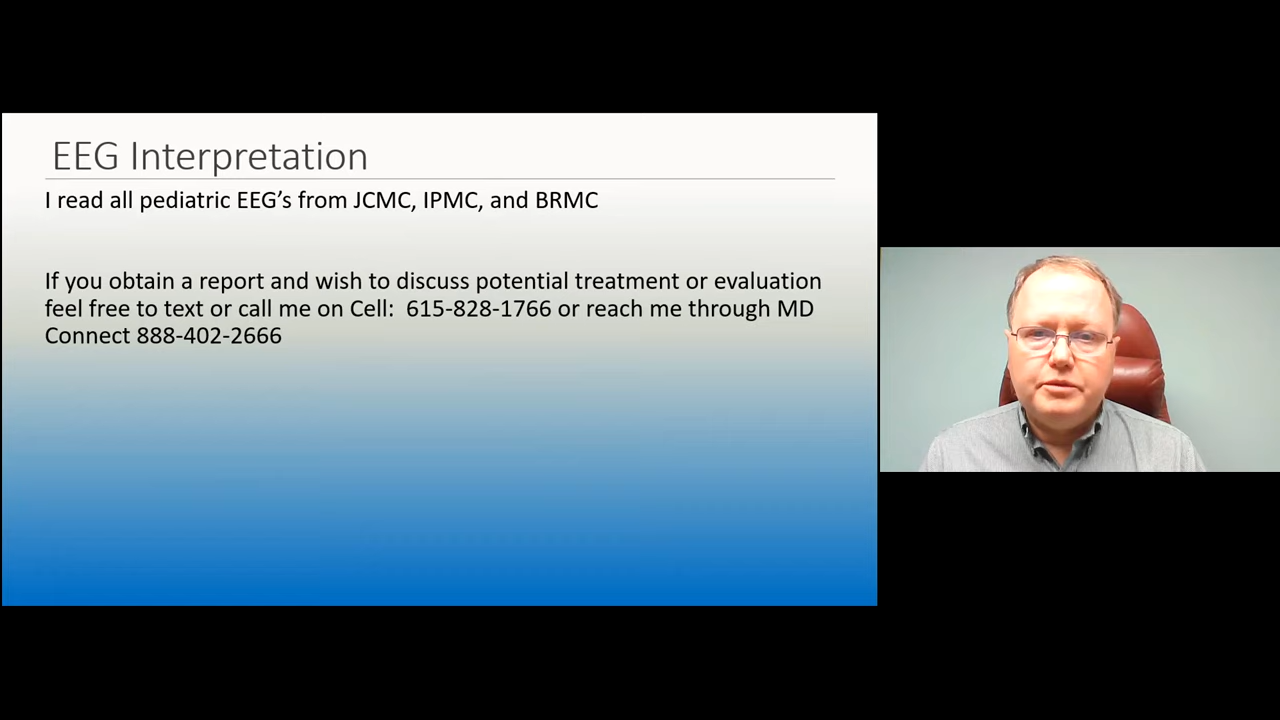 EEG Interpretation
I read all pediatric EEG’s from JCMC, IPMC, and BRMC
If you obtain a report and wish to discuss potential treatment or evaluation
feel free to text or call me on Cell:  615-828-1766 or reach me through MD
Connect 888-402-2666